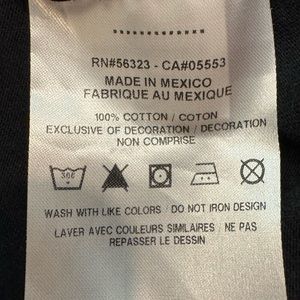 RN#56323 - CA#05553
MADE IN MEXICO
FABRIQUE AU MEXIQUE
100% COTTON / COTON
EXCLUSIVE OF DECORATION / DECORATION
NON COMPRISE
WASH WITH LIKE COLORS / DO NOT IRON DESIGN
LAVER AVEC COULEURS SIMILAIRES / NE PAS
REPASSER LE DESSIN